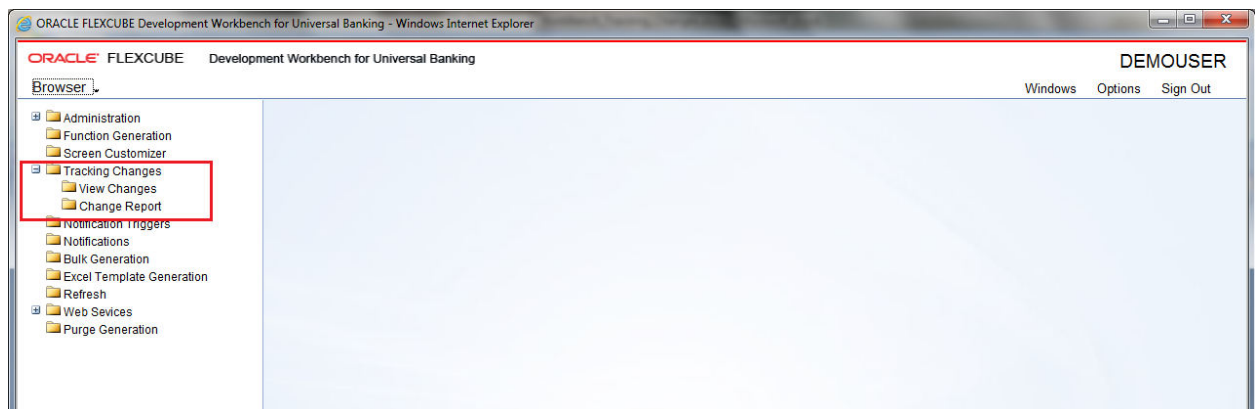 ORACLE FLEXCUBE Development Workbench for Universal Banking - Windows Internet Explorer
ORACLE FLEXCUBE Development Workbench for Universal Banking DEMOUSER
Browser Windows Options Sign Out
Administration
Function Generation
Screen Customizer
Tracking Changes
View Changes
Change Report
Notification Triggers
Notifications
Bulk Generation
Excel Template Generation
Refresh
Web Sevices
Purge Generation